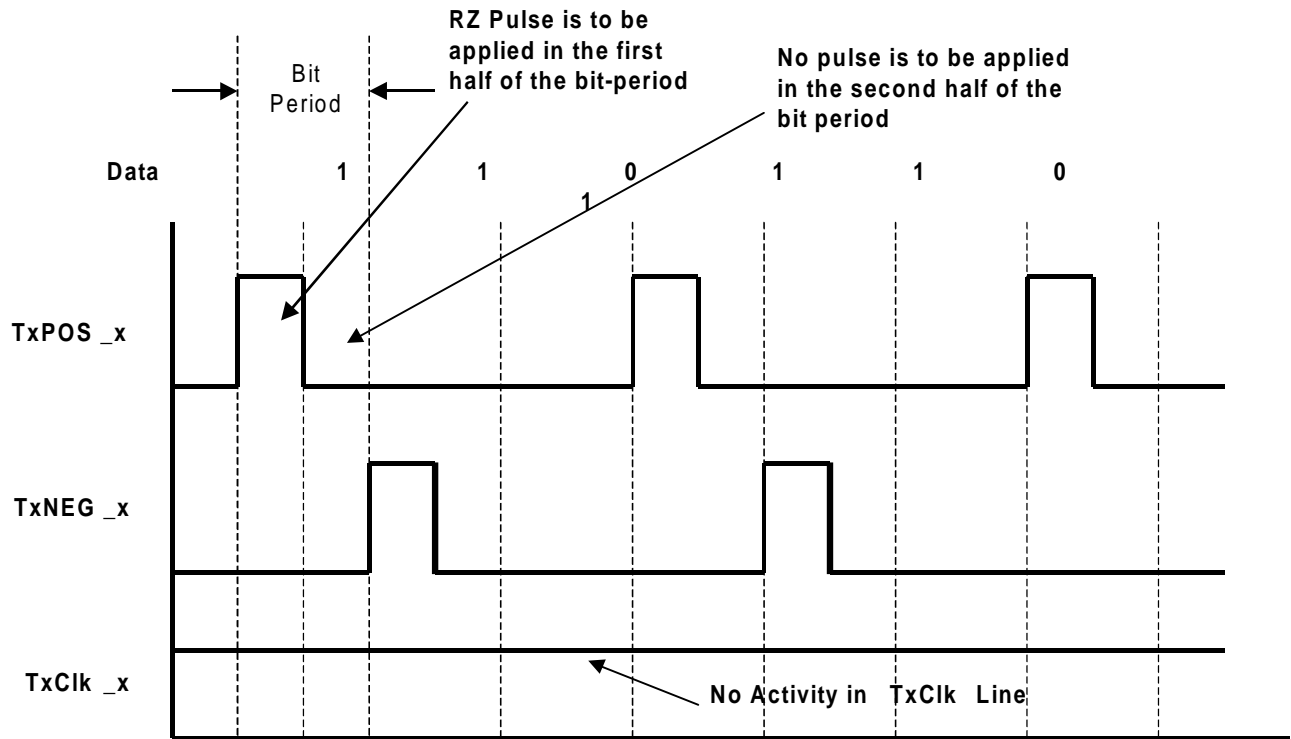 RZ Pulse is to be
applied in the first
half of the bit-period
No pulse is to be applied
in the second half of the
bit period
Bit
Period
Data 1 1 0 1 1 0
1
TxPOS _x
TxNEG _x
TxClk _x
No Activity in TxClk Line